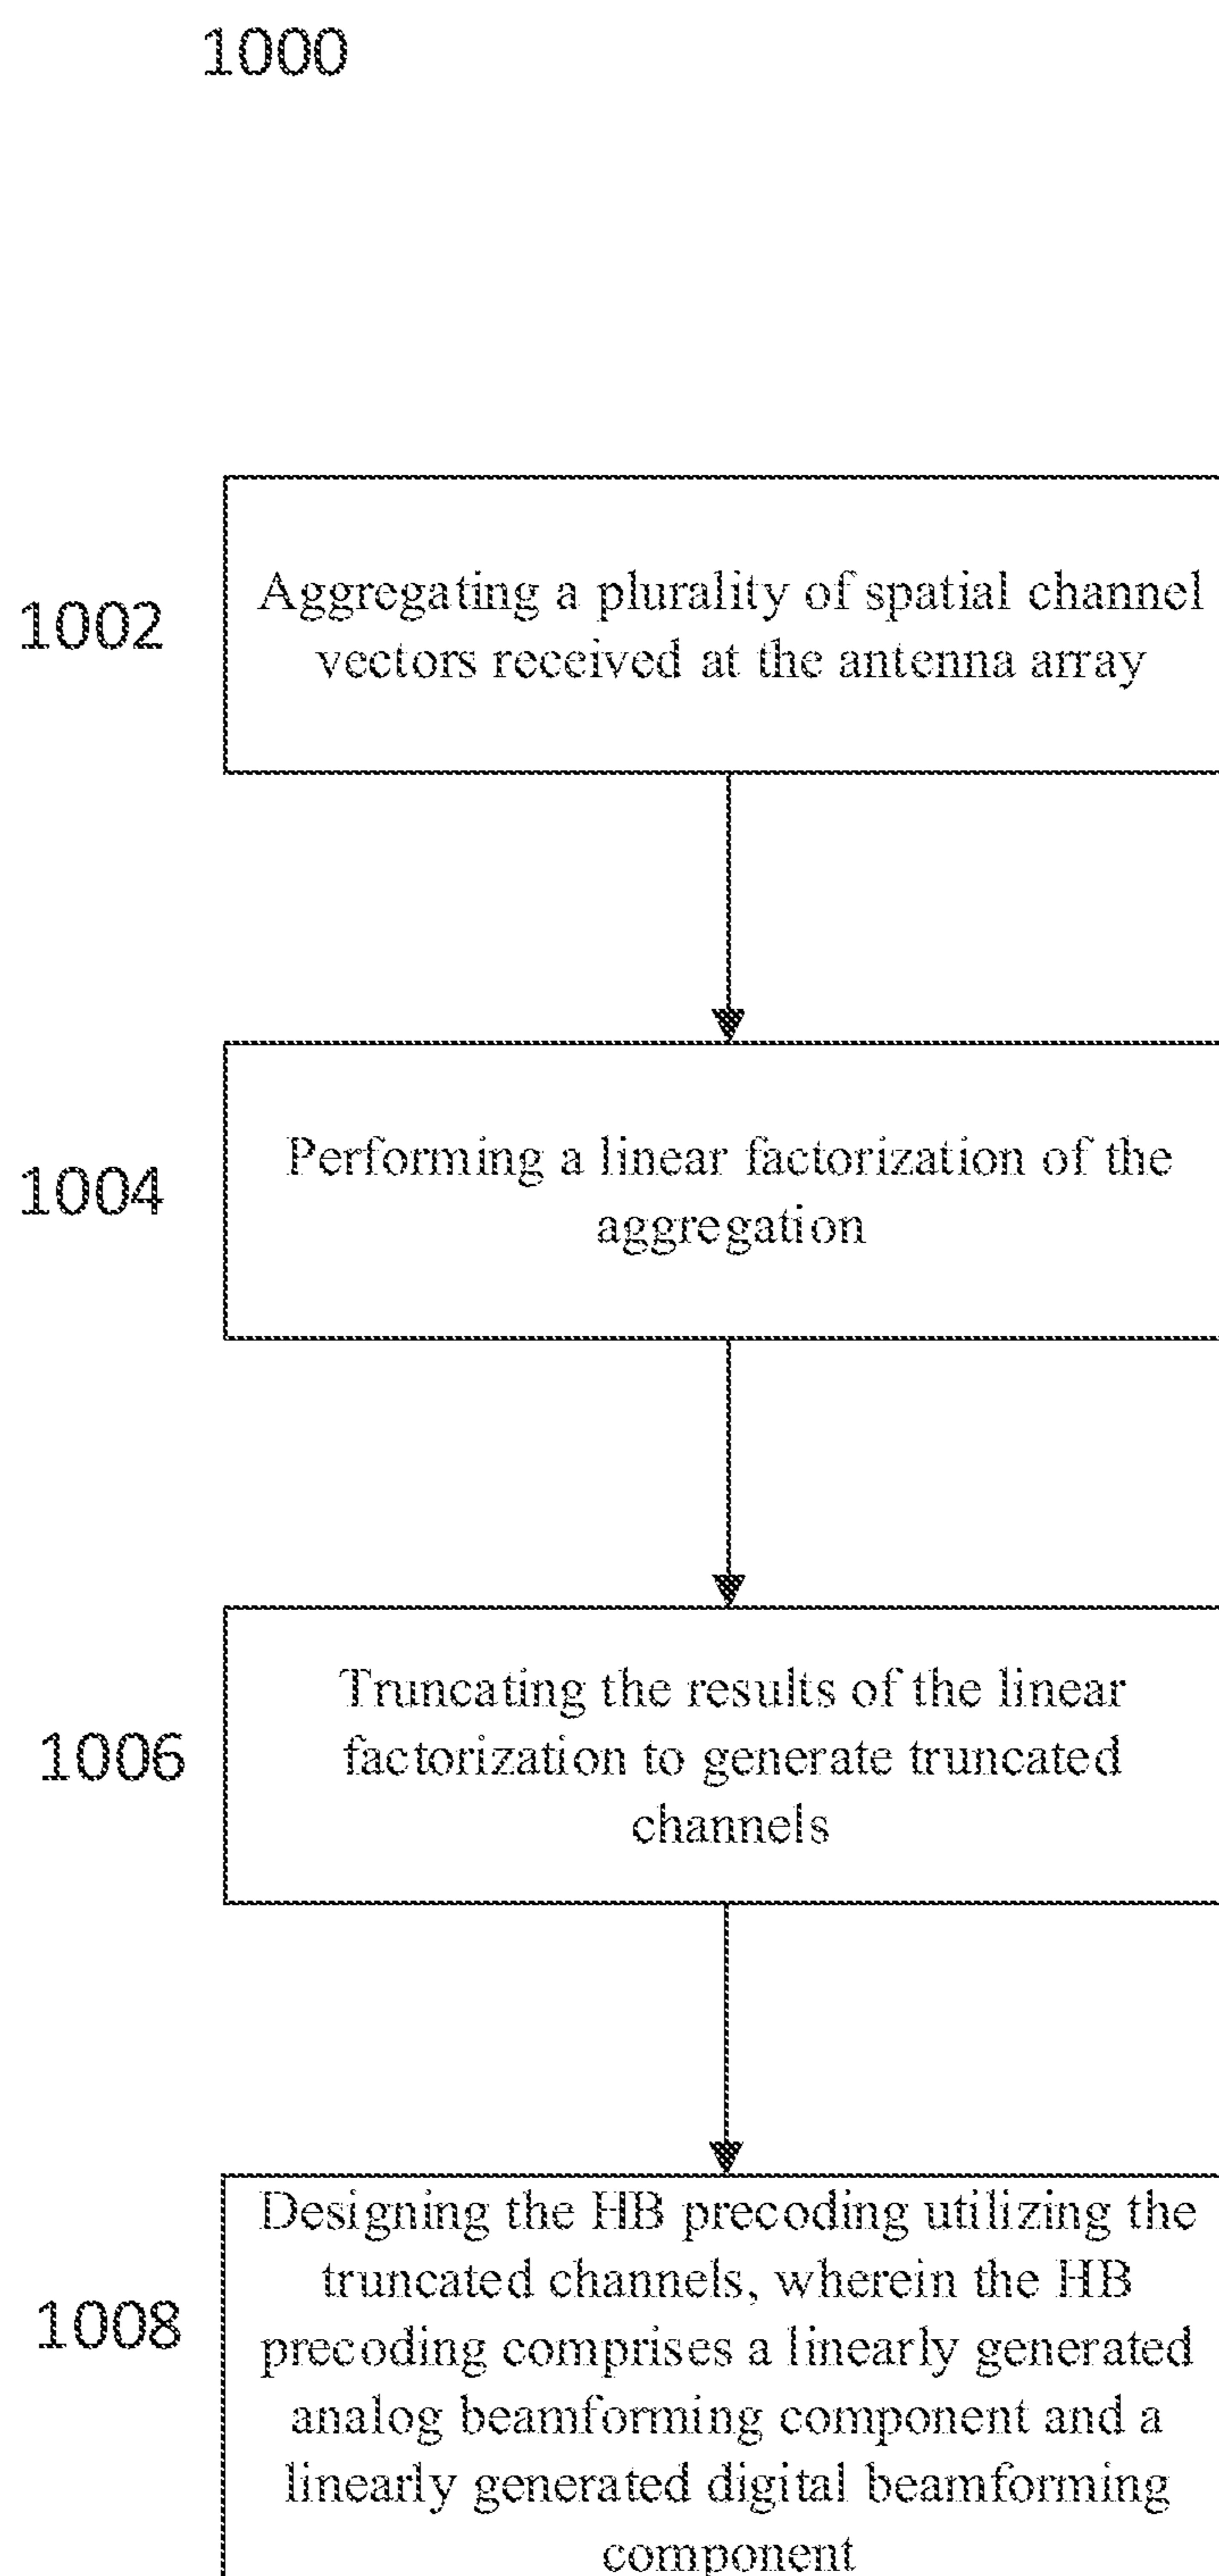 1000
1002
Aggregating a plurality of spatial channel
vectors received at the antenna array
1004
Performing a linear factorization of the
aggregation
1006
Truncating the results of the linear
factorization to generate truncated
channels
1008
Designing the HB precoding utilizing the
truncated channels, wherein the HB
precoding comprises a linearly generated
analog beamforming component and a
linearly generated digital beamforming
component